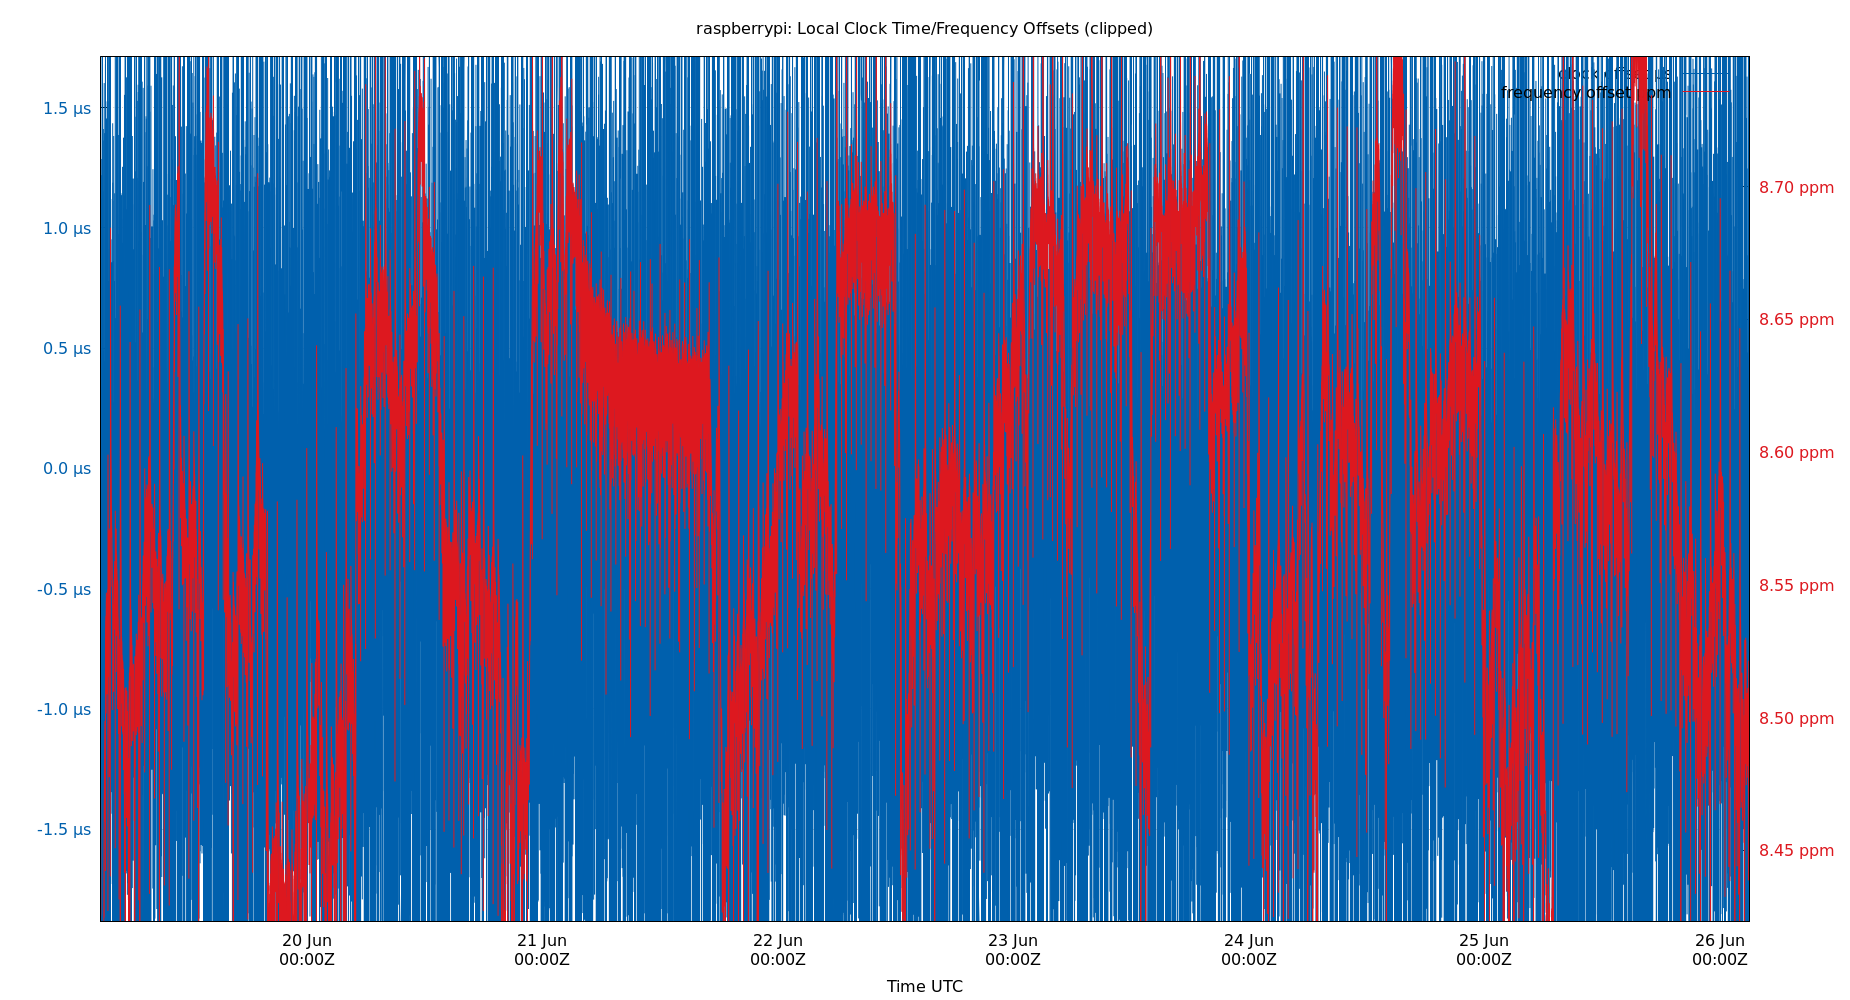 raspberrypi: Local Clock Time/Frequency Offsets (clipped)
clock offset µs
frequency offset ppm
1.5 µs
1.0 µs
0.5 µs
0.0 µs
-0.5 µs
-1.0 µs
-1.5 µs
8.70 ppm
8.65 ppm
8.60 ppm
8.55 ppm
8.50 ppm
8.45 ppm
20 Jun 21 Jun 22 Jun 23 Jun 24 Jun 25 Jun 26 Jun
00:00Z 00:00Z 00:00Z 00:00Z 00:00Z 00:00Z 00:00Z
Time UTC